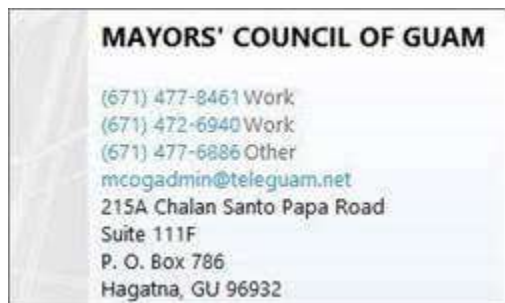 MAYORS' COUNCIL OF GUAM
(671) 477-8461 Work
(671) 472-6940 Work
(671) 477-6886 Other
mcogadmin@teleguam.net
215A Chalan Santo Papa Road
Suite 111F
P. O. Box 786
Hagatna, GU 96932